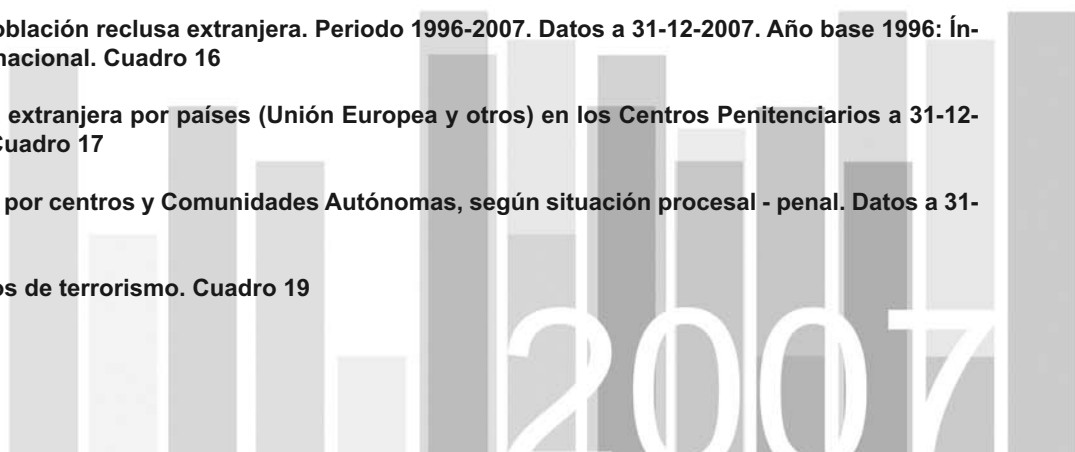 oblación reclusa extranjera. Periodo 1996-2007. Datos a 31-12-2007. Año base 1996: Ín-
nacional. Cuadro 16
extranjera por países (Unión Europea y otros) en los Centros Penitenciarios a 31-12-
Cuadro 17
por centros y Comunidades Autónomas, según situación procesal - penal. Datos a 31-
os de terrorismo. Cuadro 19
2007